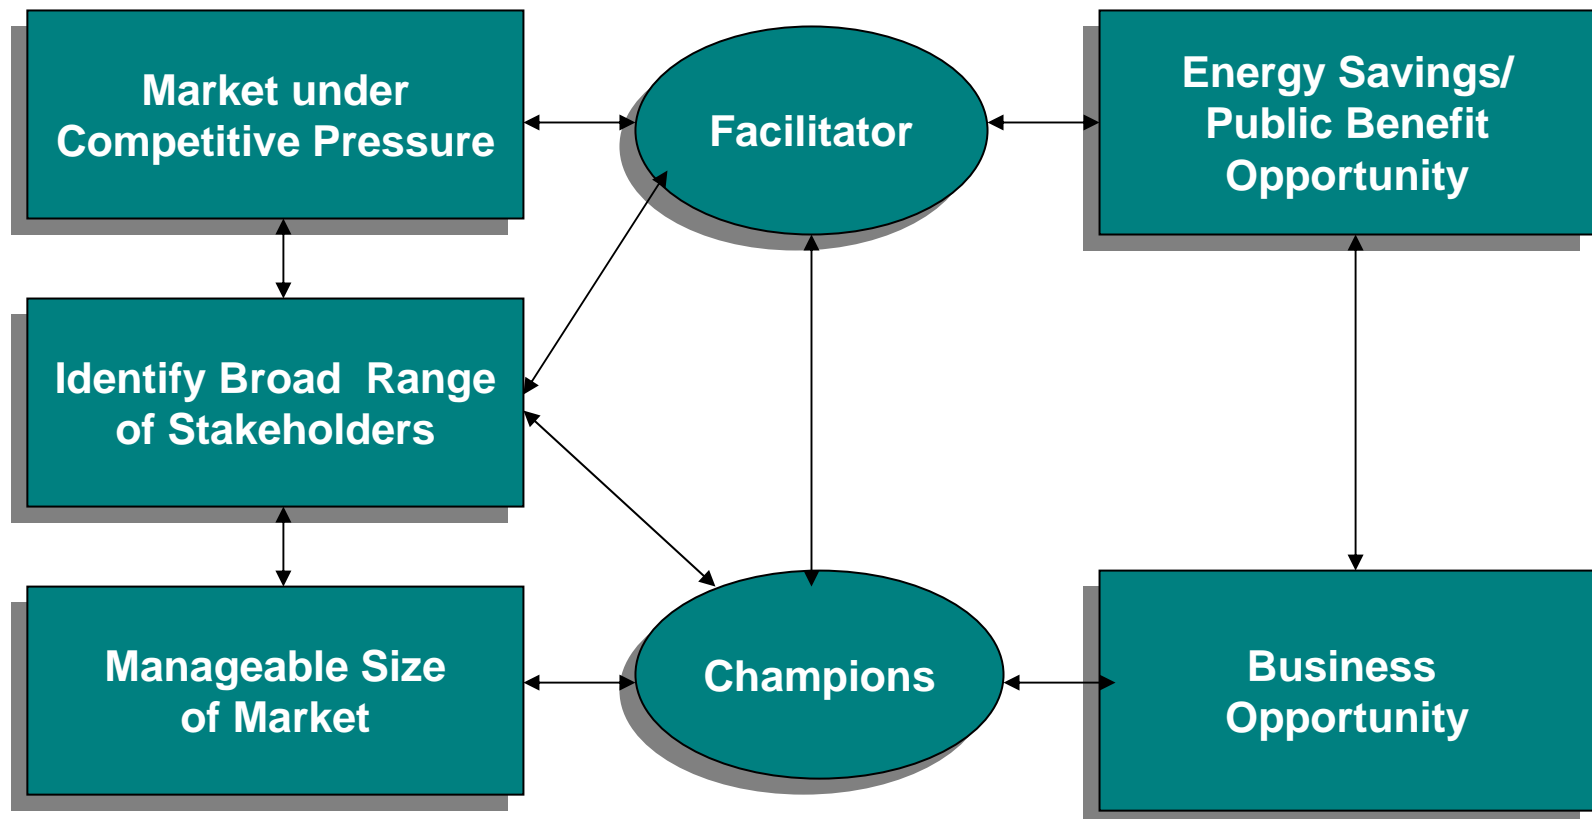 Market under
Competitive Pressure
Facilitator
Energy Savings/
Public Benefit
Opportunity
Identify Broad  Range
of Stakeholders
Manageable Size
of Market
Champions
Business
Opportunity